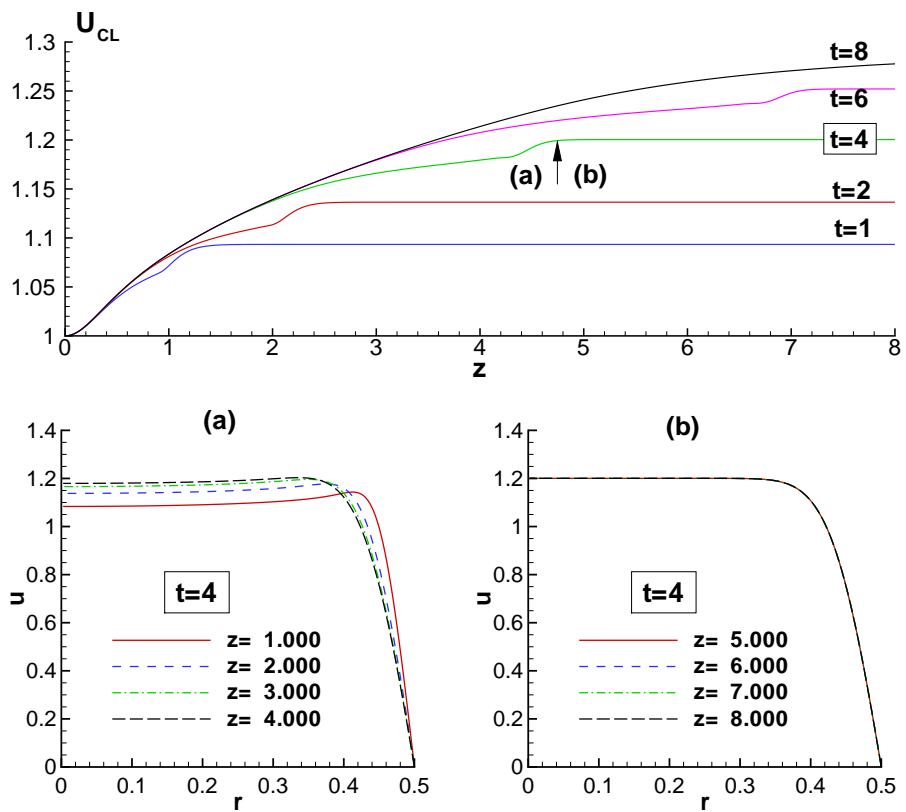 U_CL
1.3
t=8
1.25
t=6
1.2
t=4
(a) (b)
1.15
t=2
1.1
t=1
1.05
1
0 1 2 3 4 5 6 7 8
z
(a)
1.4
1.2
1
0.8
u
t=4
0.6
z= 1.000
z= 2.000
0.4
z= 3.000
0.2
z= 4.000
0
0 0.1 0.2 0.3 0.4 0.5
r
(b)
1.4
1.2
1
0.8
u
t=4
0.6
z= 5.000
z= 6.000
0.4
z= 7.000
0.2
z= 8.000
0
0 0.1 0.2 0.3 0.4 0.5
r